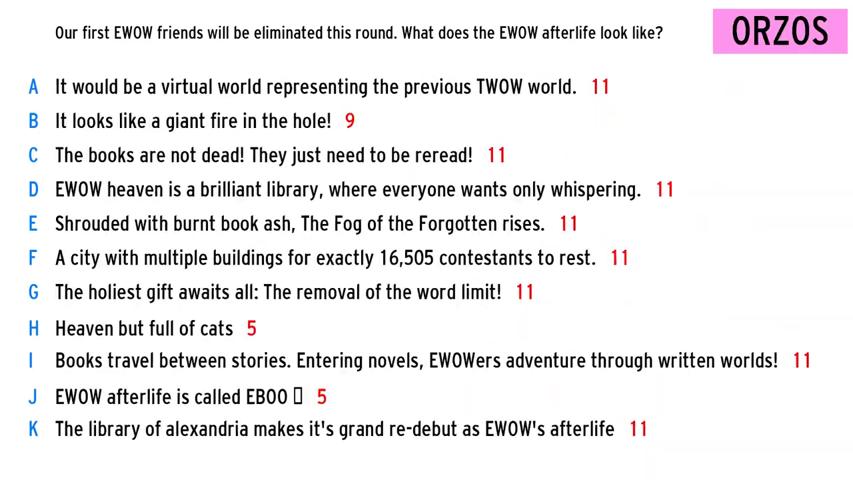 Our first EWOW friends will be eliminated this round. What does the EWOW afterlife look like?
ORZOS
A It would be a virtual world representing the previous TWOW world. 11
B It looks like a giant fire in the hole! 9
C The books are not dead! They just need to be reread! 11
D EWOW heaven is a brilliant library, where everyone wants only whispering. 11
E Shrouded with burnt book ash, The Fog of the Forgotten rises. 11
F A city with multiple buildings for exactly 16,505 contestants to rest. 11
G The holiest gift awaits all: The removal of the word limit! 11
H Heaven but full of cats 5
I Books travel between stories. Entering novels, EWOWers adventure through written worlds! 11
J EWOW afterlife is called EBOO ▯ 5
K The library of alexandria makes it's grand re-debut as EWOW's afterlife 11